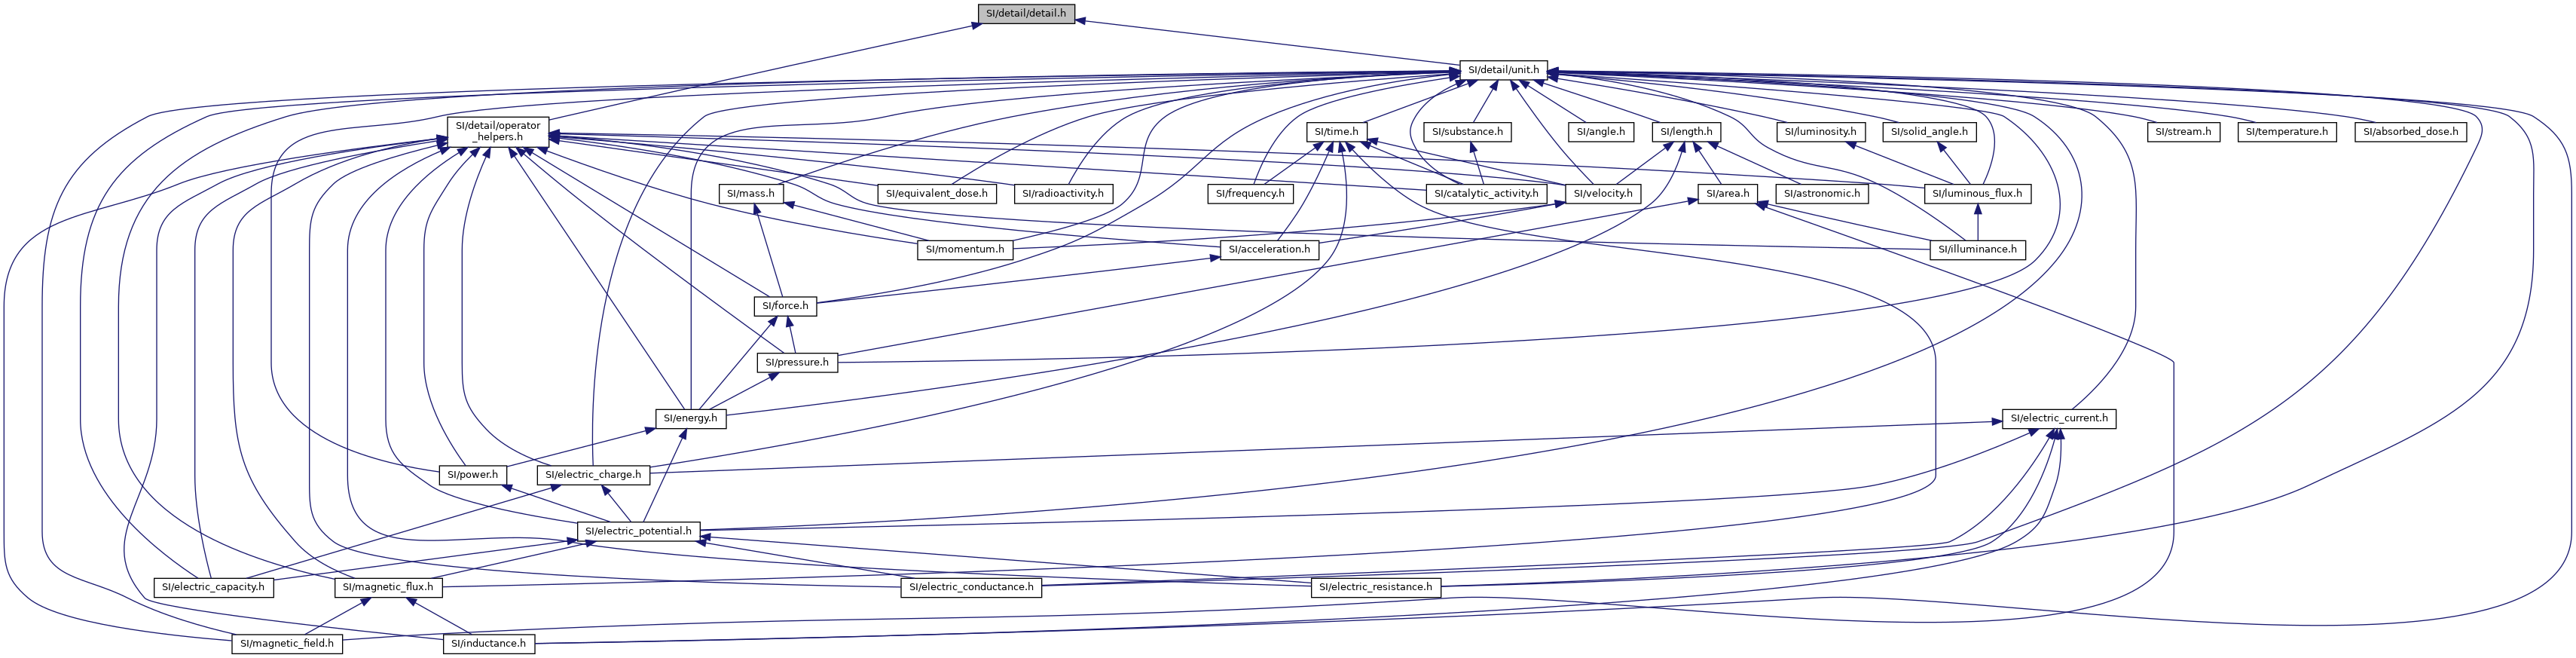 SI/detail/detail.h
SI/detail/unit.h
SI/detail/operator
_helpers.h
SI/time.h
SI/substance.h
SI/angle.h
SI/length.h
SI/luminosity.h
SI/solid_angle.h
SI/stream.h
SI/temperature.h
SI/absorbed_dose.h
SI/mass.h
SI/equivalent_dose.h
SI/radioactivity.h
SI/frequency.h
SI/catalytic_activity.h
SI/velocity.h
SI/area.h
SI/astronomic.h
SI/luminous_flux.h
SI/momentum.h
SI/acceleration.h
SI/illuminance.h
SI/force.h
SI/pressure.h
SI/energy.h
SI/electric_current.h
SI/power.h
SI/electric_charge.h
SI/electric_potential.h
SI/electric_capacity.h
SI/magnetic_flux.h
SI/electric_conductance.h
SI/electric_resistance.h
SI/magnetic_field.h
SI/inductance.h